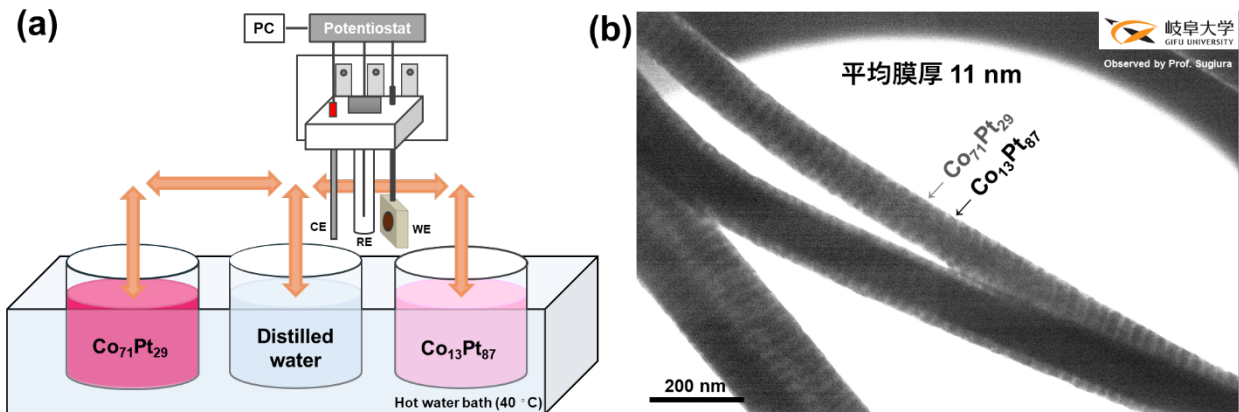 (a)
PC
Potentiostat
CE
RE
WE
Co₇₁Pt₂₉
Distilled
water
Co₁₃Pt₈₇
Hot water bath (40 °C)
(b)
岐阜大学
GIFU UNIVERSITY
Observed by Prof. Sugiura
平均膜厚 11 nm
Co₇₁Pt₂₉
Co₁₃Pt₈₇
200 nm